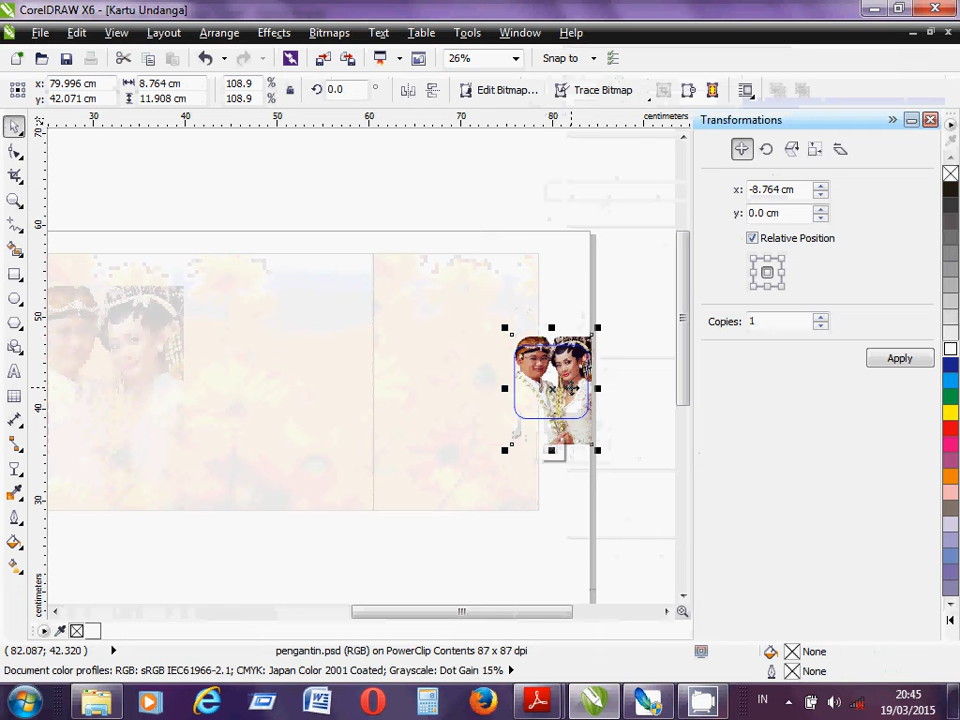 CorelDRAW X6 - [Kartu Undanga]
File Edit View Layout Arrange Effects Bitmaps Text Table Tools Window Help
26% Snap to
x: 79.996 cm 8.764 cm 108.9 %
y: 42.071 cm 11.908 cm 108.9 %
0.0 ° Edit Bitmap... Trace Bitmap
30 40 50 60 70 80 centimeters
70
60
50
40
30
centimeters
Transformations
x: -8.764 cm
y: 0.0 cm
Relative Position
Copies: 1
Apply
( 82.087; 42.320 ) pengantin.psd (RGB) on PowerClip Contents 87 x 87 dpi None
Document color profiles: RGB: sRGB IEC61966-2.1; CMYK: Japan Color 2001 Coated; Grayscale: Dot Gain 15% None
IN 20:45
19/03/2015